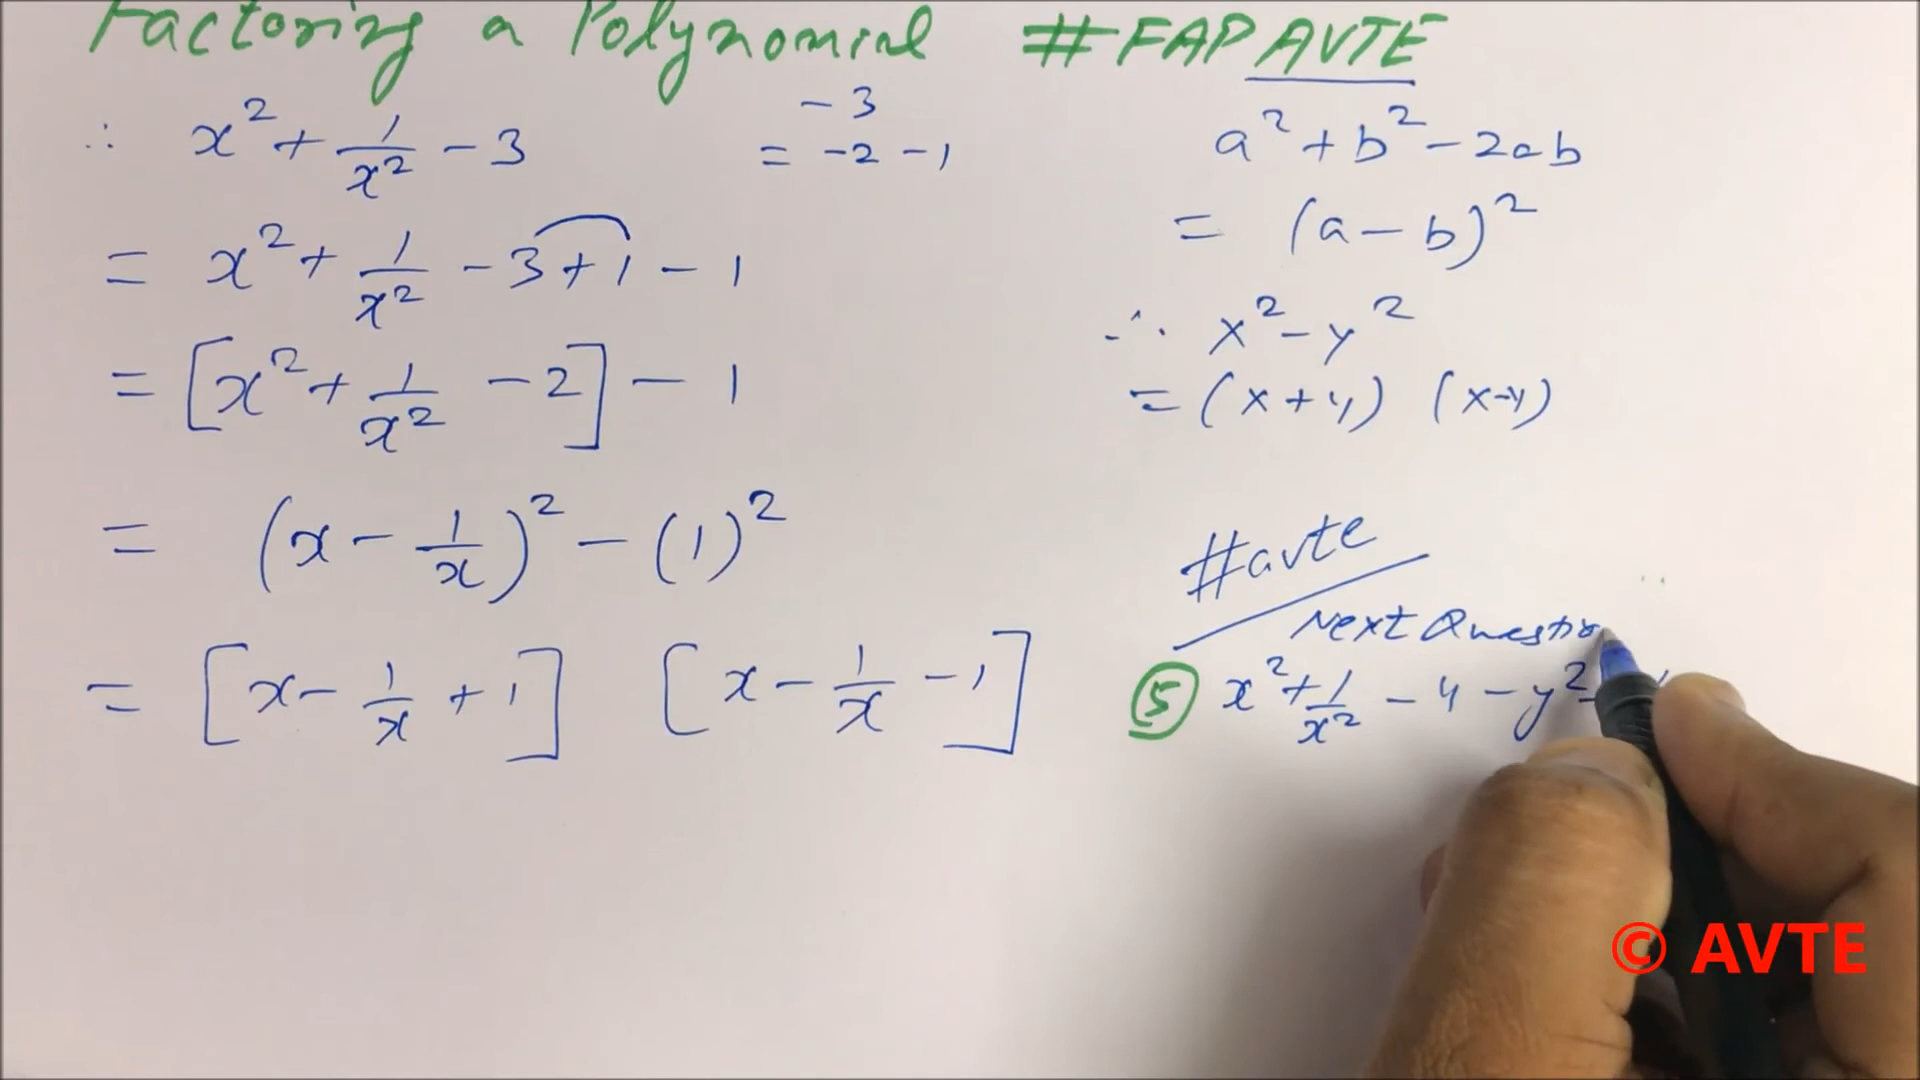 Factoring a Polynomial #FAPAVTE
∴ x² + 1/x² - 3
= x² + 1/x² - 3 + 1 - 1
= [x² + 1/x² - 2] - 1
= (x - 1/x)² - (1)²
= [x - 1/x + 1] [x - 1/x - 1]
- 3
= -2 -1
a² + b² - 2ab
= (a - b)²
∴ x² - y²
= (x + y) (x-y)
#avte
Next
⑤ x² + 1/x² - 4 - y²
© AVTE